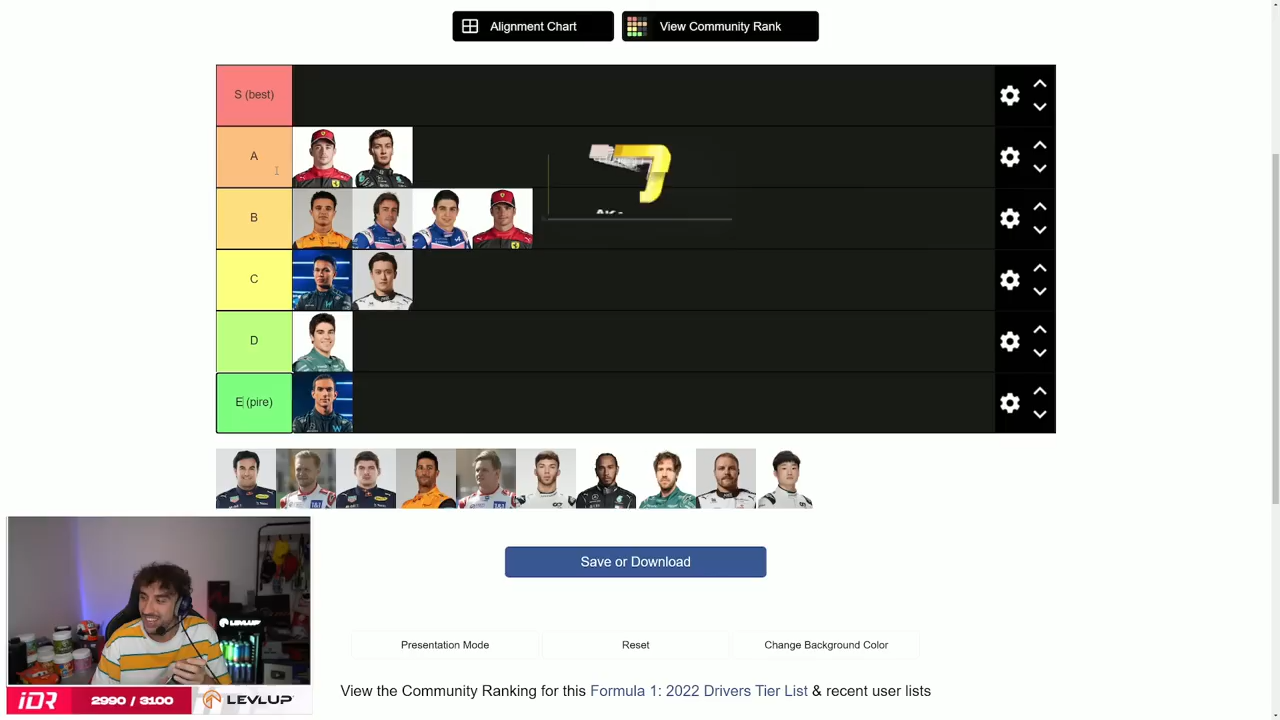 Alignment Chart
View Community Rank
S (best)
A
B
C
D
E (pire)
Save or Download
Presentation Mode
Reset
Change Background Color
View the Community Ranking for this Formula 1: 2022 Drivers Tier List & recent user lists
LEVLUP
iDR
2990 / 3100
LEVLUP